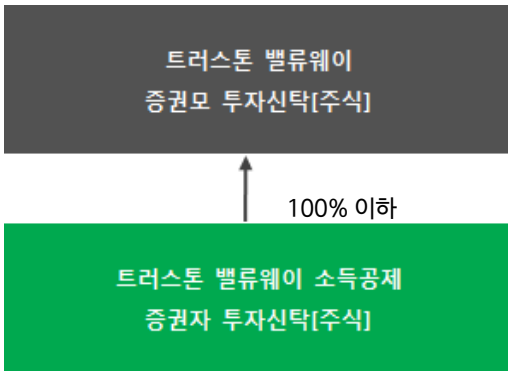 트러스톤 밸류웨이
증권모 투자신탁[주식]
100% 이하
트러스톤 밸류웨이 소득공제
증권자 투자신탁[주식]